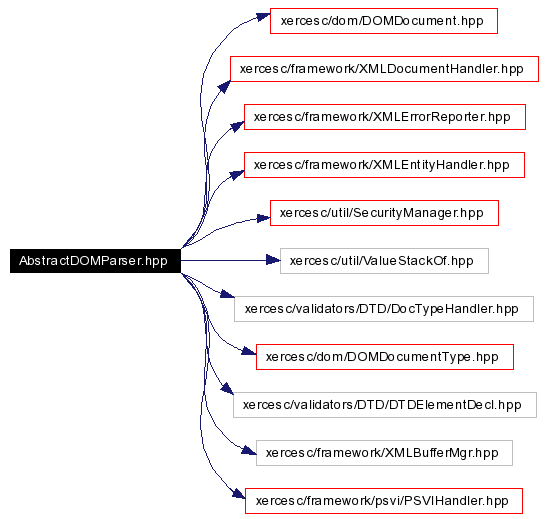 xercesc/dom/DOMDocument.hpp
xercesc/framework/XMLDocumentHandler.hpp
xercesc/framework/XMLErrorReporter.hpp
xercesc/framework/XMLEntityHandler.hpp
xercesc/util/SecurityManager.hpp
AbstractDOMParser.hpp
xercesc/util/ValueStackOf.hpp
xercesc/validators/DTD/DocTypeHandler.hpp
xercesc/dom/DOMDocumentType.hpp
xercesc/validators/DTD/DTDElementDecl.hpp
xercesc/framework/XMLBufferMgr.hpp
xercesc/framework/psvi/PSVIHandler.hpp